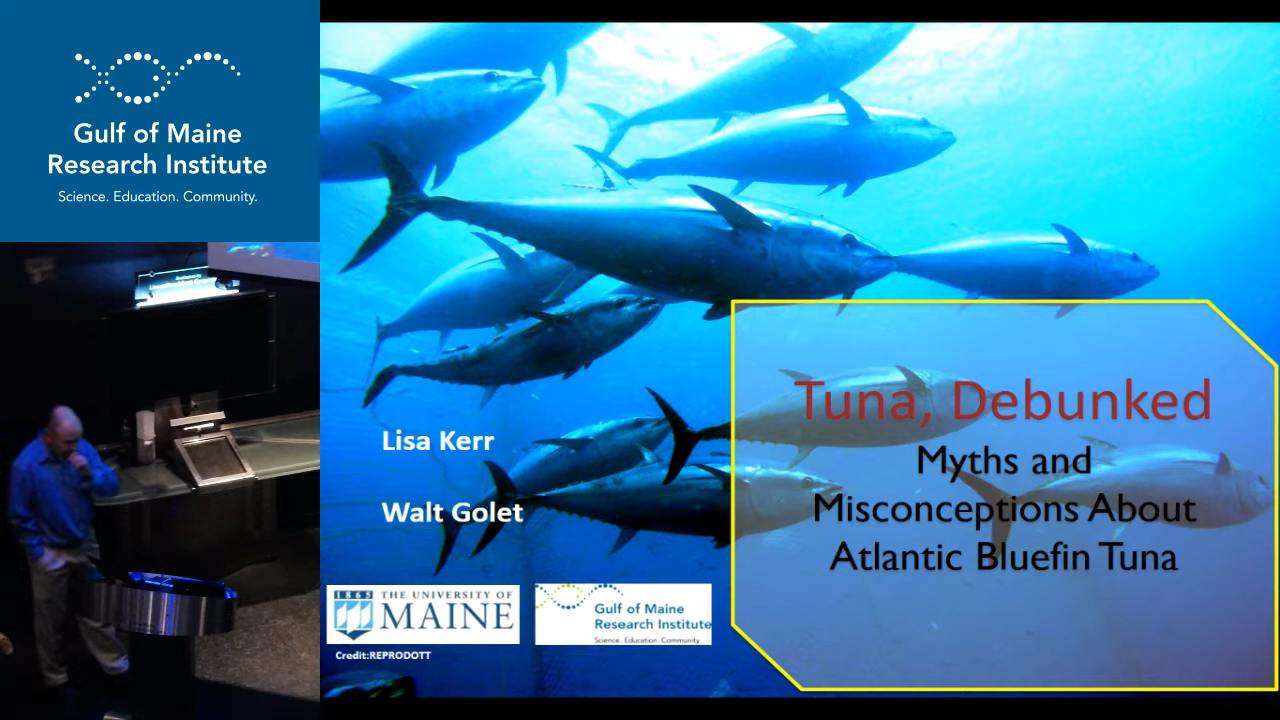 Gulf of Maine
Research Institute
Science. Education. Community.
Lisa Kerr
Walt Golet
Tuna, Debunked
Myths and
Misconceptions About
Atlantic Bluefin Tuna
1865
THE UNIVERSITY OF
MAINE
Gulf of Maine
Research Institute
Science. Education. Community
Credit:REPRODOTT